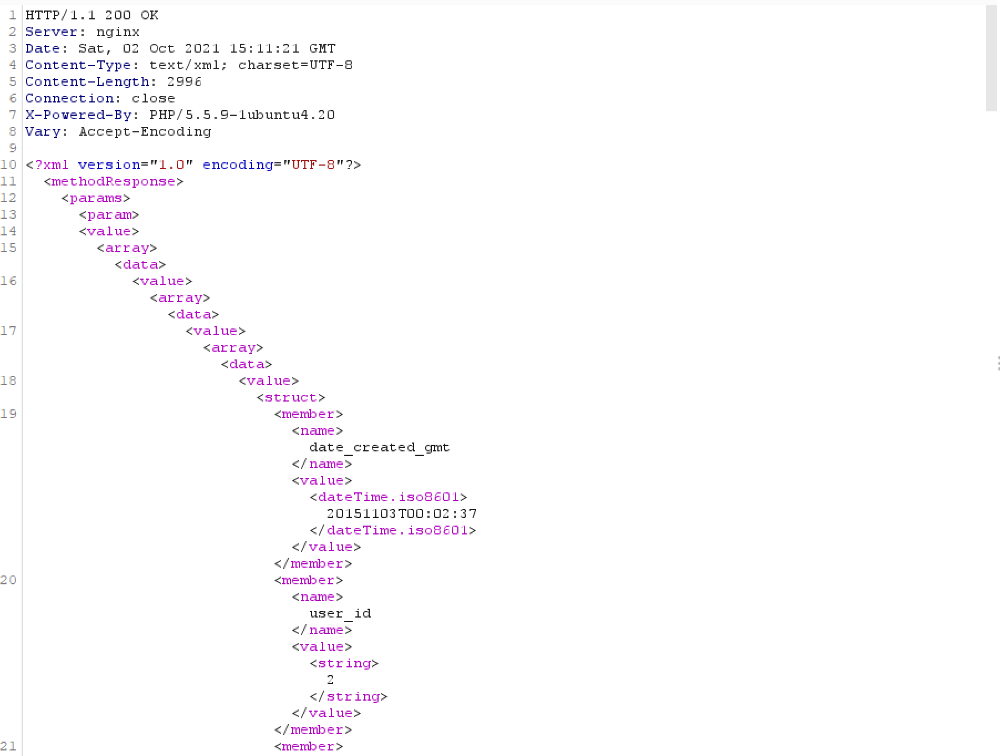 1 HTTP/1.1 200 OK
2 Server: nginx
3 Date: Sat, 02 Oct 2021 15:11:21 GMT
4 Content-Type: text/xml; charset=UTF-8
5 Content-Length: 2996
6 Connection: close
7 X-Powered-By: PHP/5.5.9-1ubuntu4.20
8 Vary: Accept-Encoding
9
10 <?xml version="1.0" encoding="UTF-8"?>
11 <methodResponse>
12 <params>
13 <param>
14 <value>
15 <array>
<data>
16 <value>
<array>
<data>
17 <value>
<array>
<data>
18 <value>
<struct>
19 <member>
<name>
date_created_gmt
</name>
<value>
<dateTime.iso8601>
20151103T00:02:37
</dateTime.iso8601>
</value>
</member>
20 <member>
<name>
user_id
</name>
<value>
<string>
2
</string>
</value>
</member>
21 <member>